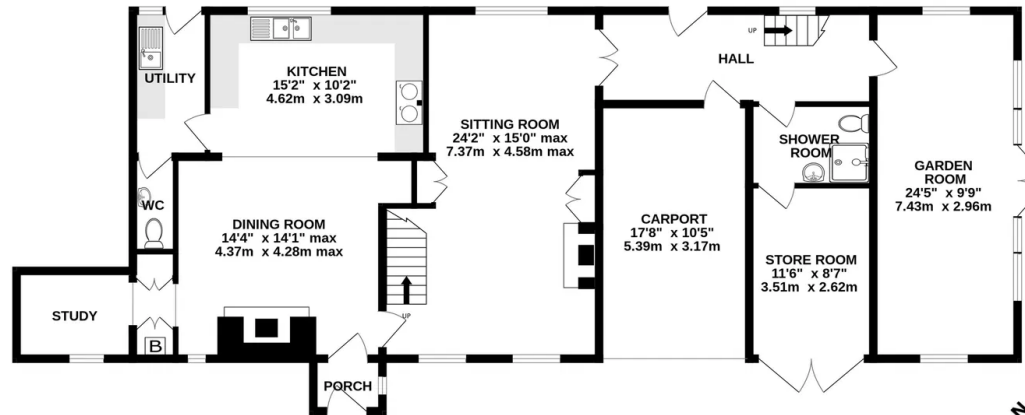 UTILITY
KITCHEN
15'2" x 10'2"
4.62m x 3.09m
SITTING ROOM
24'2" x 15'0" max
7.37m x 4.58m max
UP
HALL
SHOWER
ROOM
GARDEN
ROOM
24'5" x 9'9"
7.43m x 2.96m
WC
DINING ROOM
14'4" x 14'1" max
4.37m x 4.28m max
CARPORT
17'8" x 10'5"
5.39m x 3.17m
STORE ROOM
11'6" x 8'7"
3.51m x 2.62m
STUDY
B
UP
PORCH
N